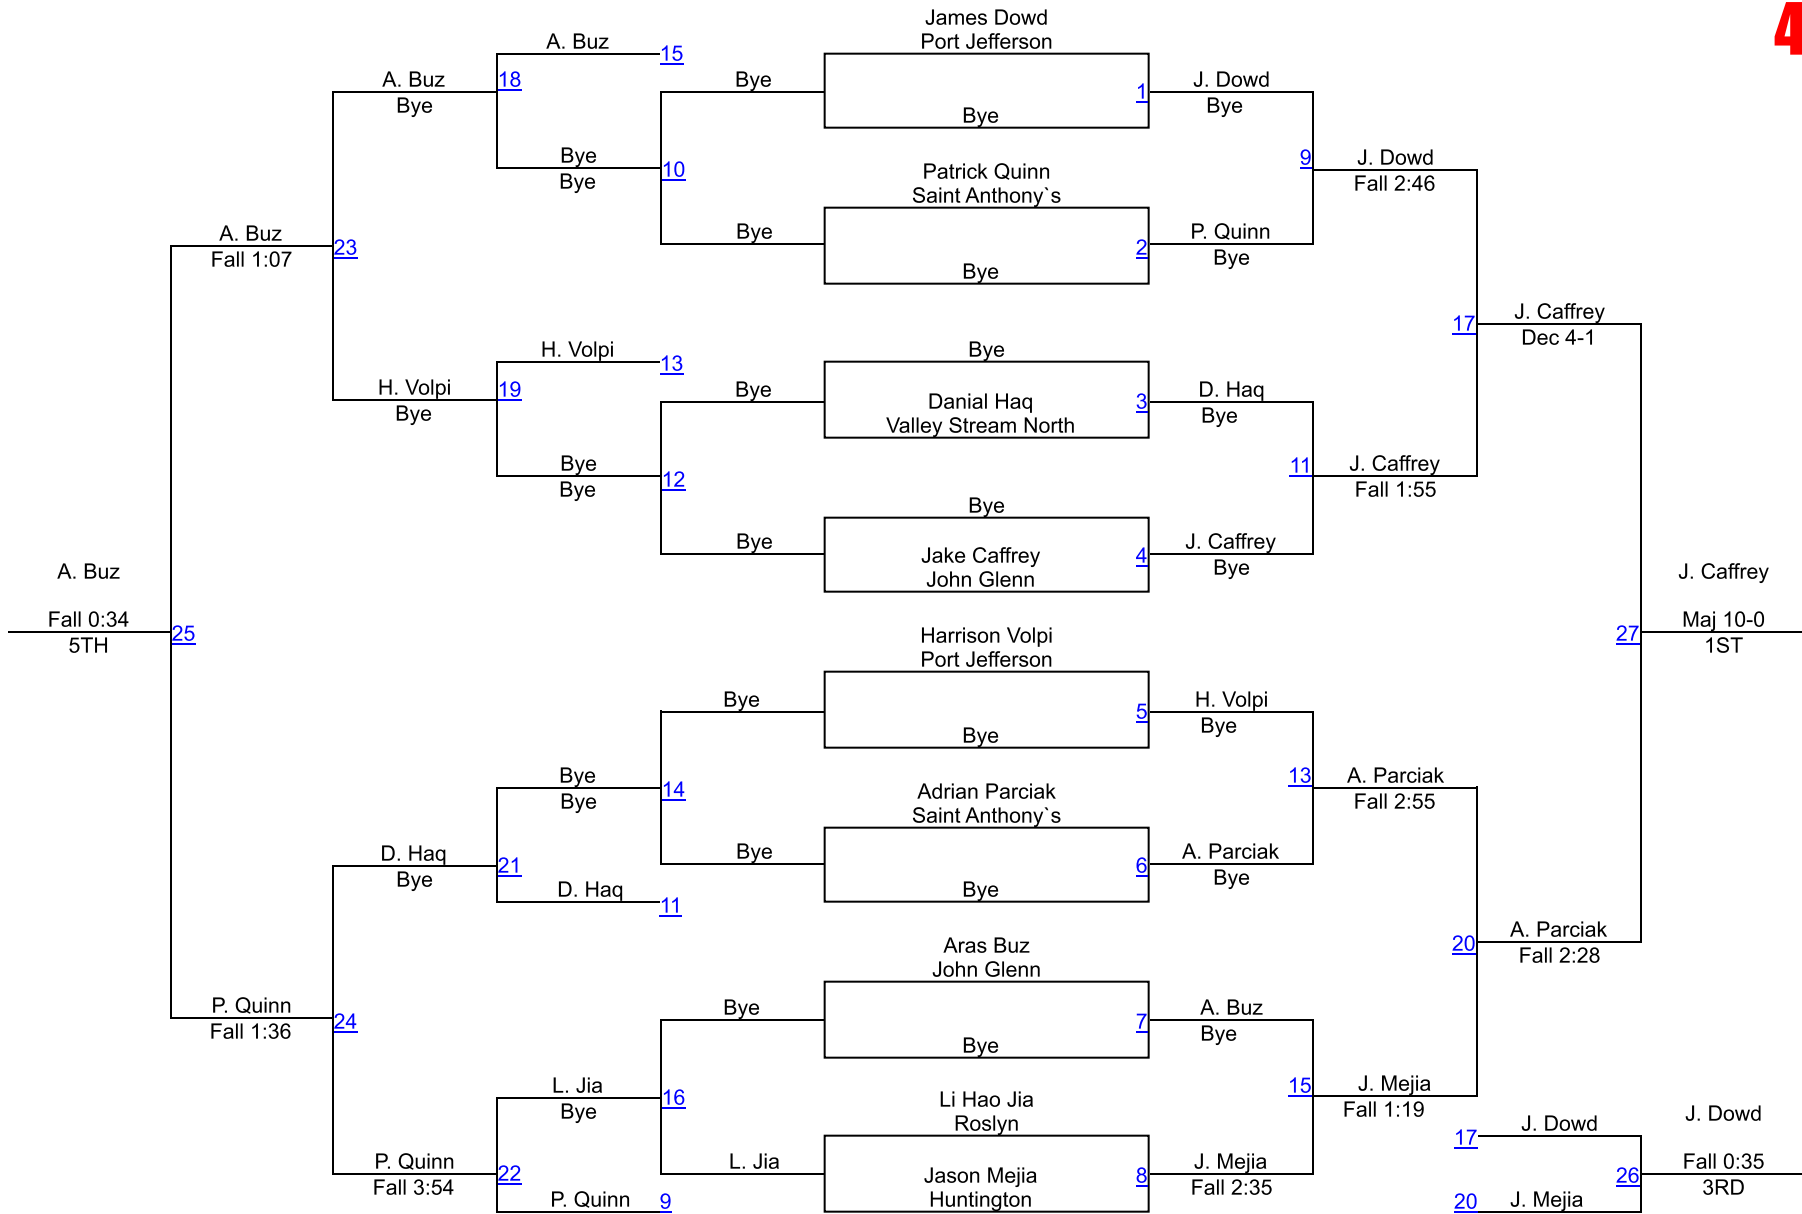 4
James Dowd
Port Jefferson
A. Buz
15
18
Bye
J. Dowd
A. Buz
Bye
1
Bye
Bye
Bye
9
J. Dowd
Bye
10
Fall 2:46
Patrick Quinn
Saint Anthony`s
Bye
P. Quinn
A. Buz
Fall 1:07
23
2
Bye
Bye
J. Caffrey
17
Dec 4-1
H. Volpi
13
Bye
H. Volpi
Bye
19
Bye
Danial Haq
Valley Stream North
3
D. Haq
Bye
Bye
Bye
12
11
J. Caffrey
Fall 1:55
Bye
Bye
Jake Caffrey
John Glenn
4
J. Caffrey
Bye
A. Buz
Fall 0:34
5TH
25
J. Caffrey
27
Maj 10-0
1ST
Harrison Volpi
Port Jefferson
Bye
5
H. Volpi
Bye
Bye
Bye
Bye
14
13
A. Parciak
Fall 2:55
Adrian Parciak
Saint Anthony`s
Bye
6
A. Parciak
Bye
Bye
D. Haq
Bye
21
D. Haq
11
20
A. Parciak
Fall 2:28
Aras Buz
John Glenn
P. Quinn
Fall 1:36
24
Bye
7
A. Buz
Bye
Bye
L. Jia
Bye
16
15
J. Mejia
Fall 1:19
Li Hao Jia
Roslyn
P. Quinn
Fall 3:54
22
L. Jia
Jason Mejia
Huntington
8
J. Mejia
Fall 2:35
P. Quinn
9
17
J. Dowd
J. Dowd
26
Fall 0:35
3RD
20
J. Mejia